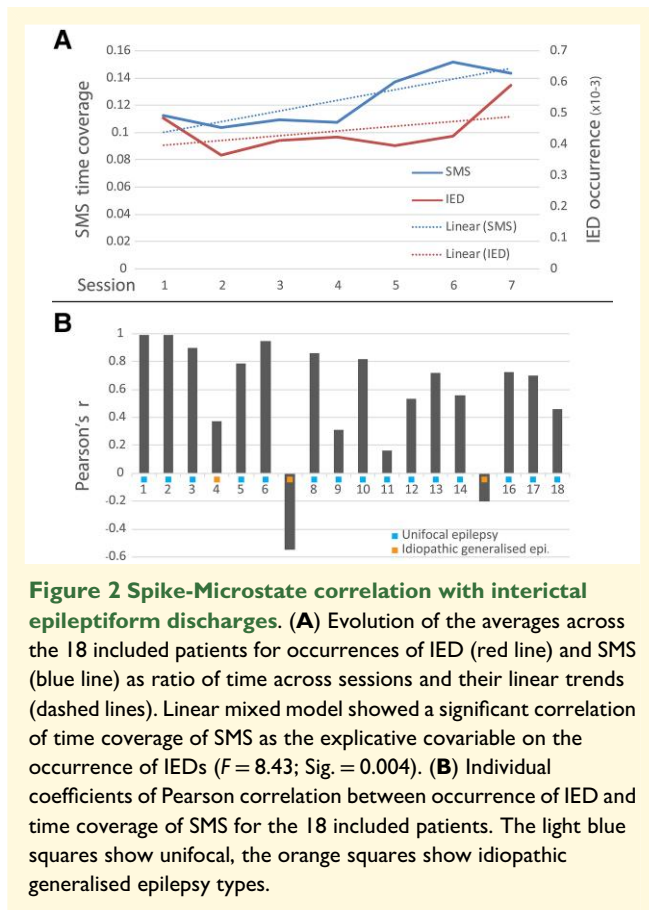 A
0.16
0.14
0.12
0.1
0.08
0.06
0.04
0.02
0
SMS time coverage
0.7
0.6
0.5
0.4
0.3
0.2
0.1
0
IED occurrence (x10-3)
SMS
IED
Linear (SMS)
Linear (IED)
Session 1 2 3 4 5 6 7
B
1
0.8
0.6
0.4
0.2
0
-0.2
-0.4
-0.6
Pearson's r
1 2 3 4 5 6 8 9 10 11 12 13 14 16 17 18
Unifocal epilepsy
Idiopathic generalised epi.
Figure 2 Spike-Microstate correlation with interictal
epileptiform discharges. (A) Evolution of the averages across
the 18 included patients for occurrences of IED (red line) and SMS
(blue line) as ratio of time across sessions and their linear trends
(dashed lines). Linear mixed model showed a significant correlation
of time coverage of SMS as the explicative covariable on the
occurrence of IEDs (F = 8.43; Sig. = 0.004). (B) Individual
coefficients of Pearson correlation between occurrence of IED and
time coverage of SMS for the 18 included patients. The light blue
squares show unifocal, the orange squares show idiopathic
generalised epilepsy types.